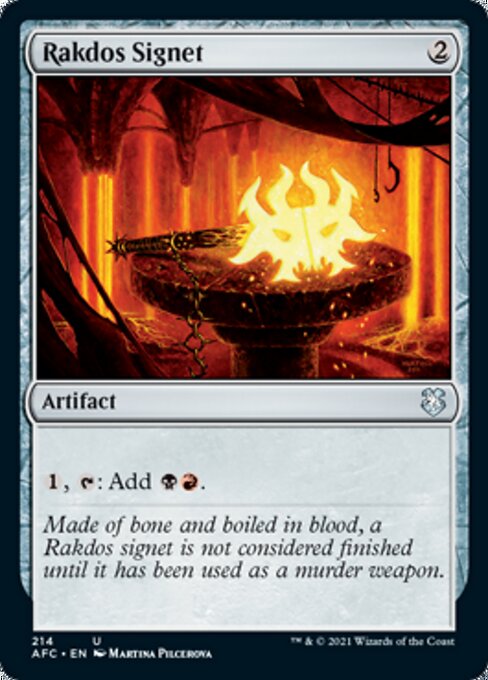 Rakdos Signet 2
Artifact
1, : Add .
Made of bone and boiled in blood, a
Rakdos signet is not considered finished
until it has been used as a murder weapon.
214 U
AFC • EN Martina Pilcerova
™ & © 2021 Wizards of the Coast